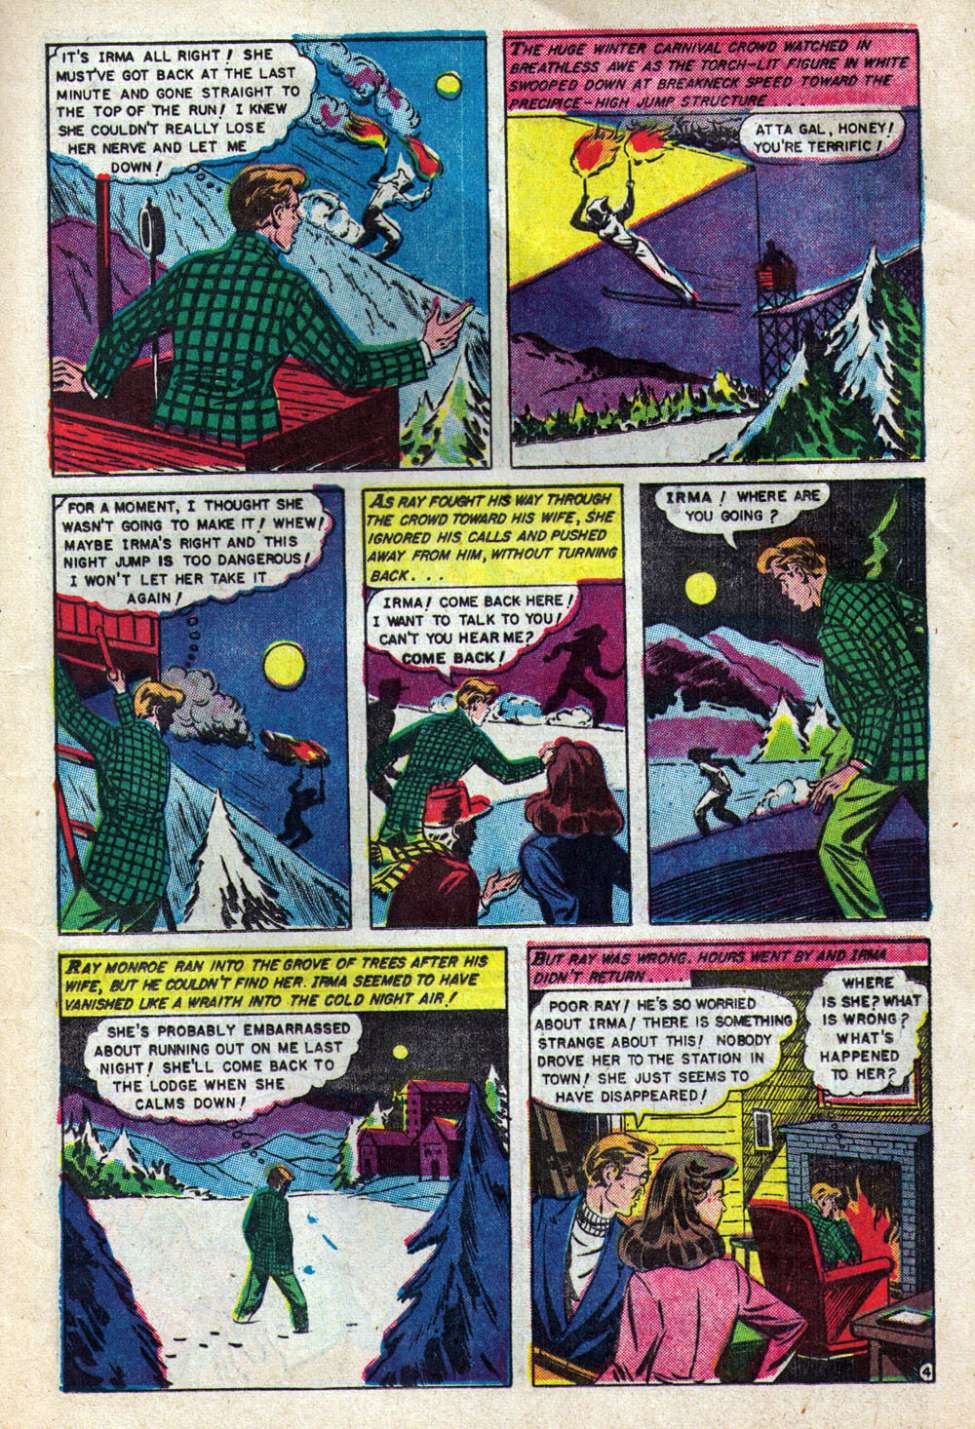 IT'S IRMA ALL RIGHT! SHE
MUST'VE GOT BACK AT THE LAST
MINUTE AND GONE STRAIGHT TO
THE TOP OF THE RUN! I KNEW
SHE COULDN'T REALLY LOSE
HER NERVE AND LET ME
DOWN!
THE HUGE WINTER CARNIVAL CROWD WATCHED IN
BREATHLESS AWE AS THE TORCH-LIT FIGURE IN WHITE
SWOOPED DOWN AT BREAKNECK SPEED TOWARD THE
PRECIPICE-HIGH JUMP STRUCTURE . . .
ATTA GAL, HONEY!
YOU'RE TERRIFIC!
FOR A MOMENT, I THOUGHT SHE
WASN'T GOING TO MAKE IT! WHEW!
MAYBE IRMA'S RIGHT AND THIS
NIGHT JUMP IS TOO DANGEROUS!
I WON'T LET HER TAKE IT
AGAIN!
AS RAY FOUGHT HIS WAY THROUGH
THE CROWD TOWARD HIS WIFE, SHE
IGNORED HIS CALLS AND PUSHED
AWAY FROM HIM, WITHOUT TURNING
BACK . . .
IRMA! COME BACK HERE!
I WANT TO TALK TO YOU!
CAN'T YOU HEAR ME?
COME BACK!
IRMA! WHERE ARE
YOU GOING?
RAY MONROE RAN INTO THE GROVE OF TREES AFTER HIS
WIFE, BUT HE COULDN'T FIND HER. IRMA SEEMED TO HAVE
VANISHED LIKE A WRAITH INTO THE COLD NIGHT AIR!
SHE'S PROBABLY EMBARRASSED
ABOUT RUNNING OUT ON ME LAST
NIGHT! SHE'LL COME BACK TO
THE LODGE WHEN SHE
CALMS DOWN!
BUT RAY WAS WRONG. HOURS WENT BY AND IRMA
DIDN'T RETURN . . . .
POOR RAY! HE'S SO WORRIED
ABOUT IRMA! THERE IS SOMETHING
STRANGE ABOUT THIS! NOBODY
DROVE HER TO THE STATION IN
TOWN! SHE JUST SEEMS TO
HAVE DISAPPEARED!
WHERE
IS SHE? WHAT
IS WRONG?
WHAT'S
HAPPENED
TO HER?
4